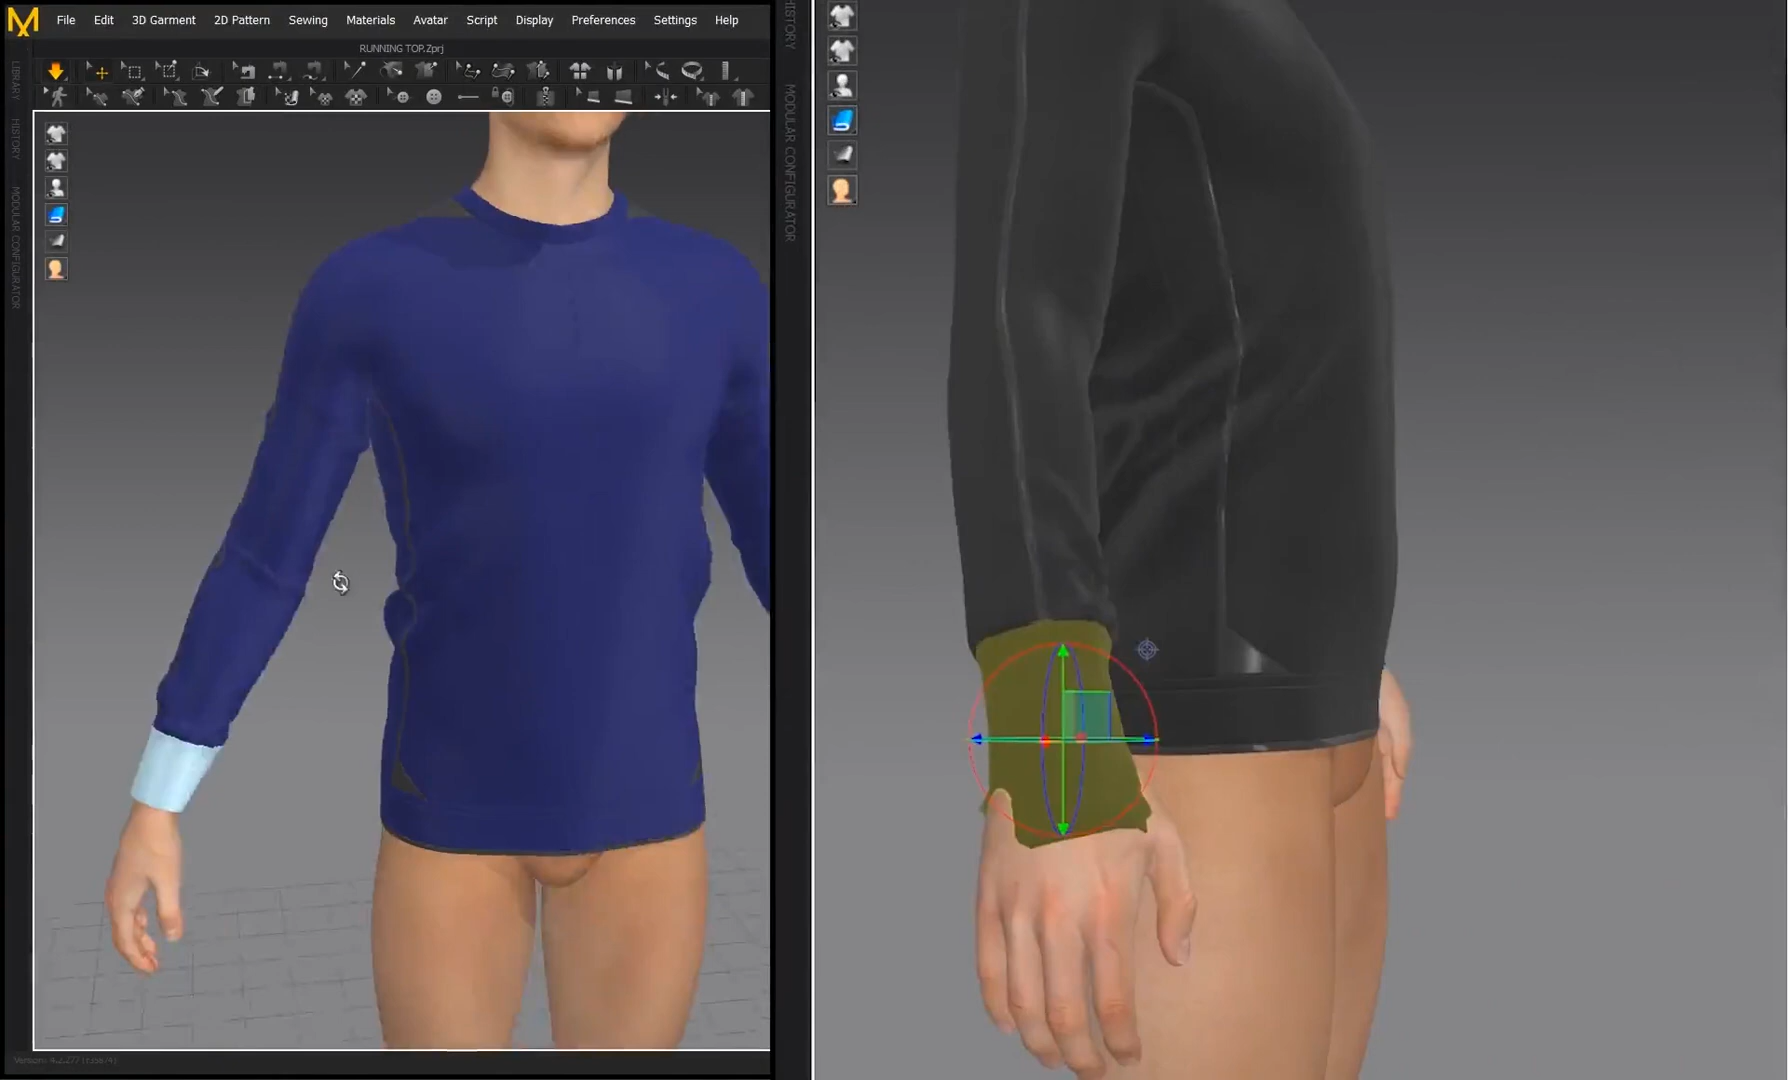 File Edit 3D Garment 2D Pattern Sewing Materials Avatar Script Display Preferences Settings Help
RUNNING TOP.Zprj
LIBRARY
HISTORY
MODULAR CONFIGURATOR
HISTORY
MODULAR CONFIGURATOR